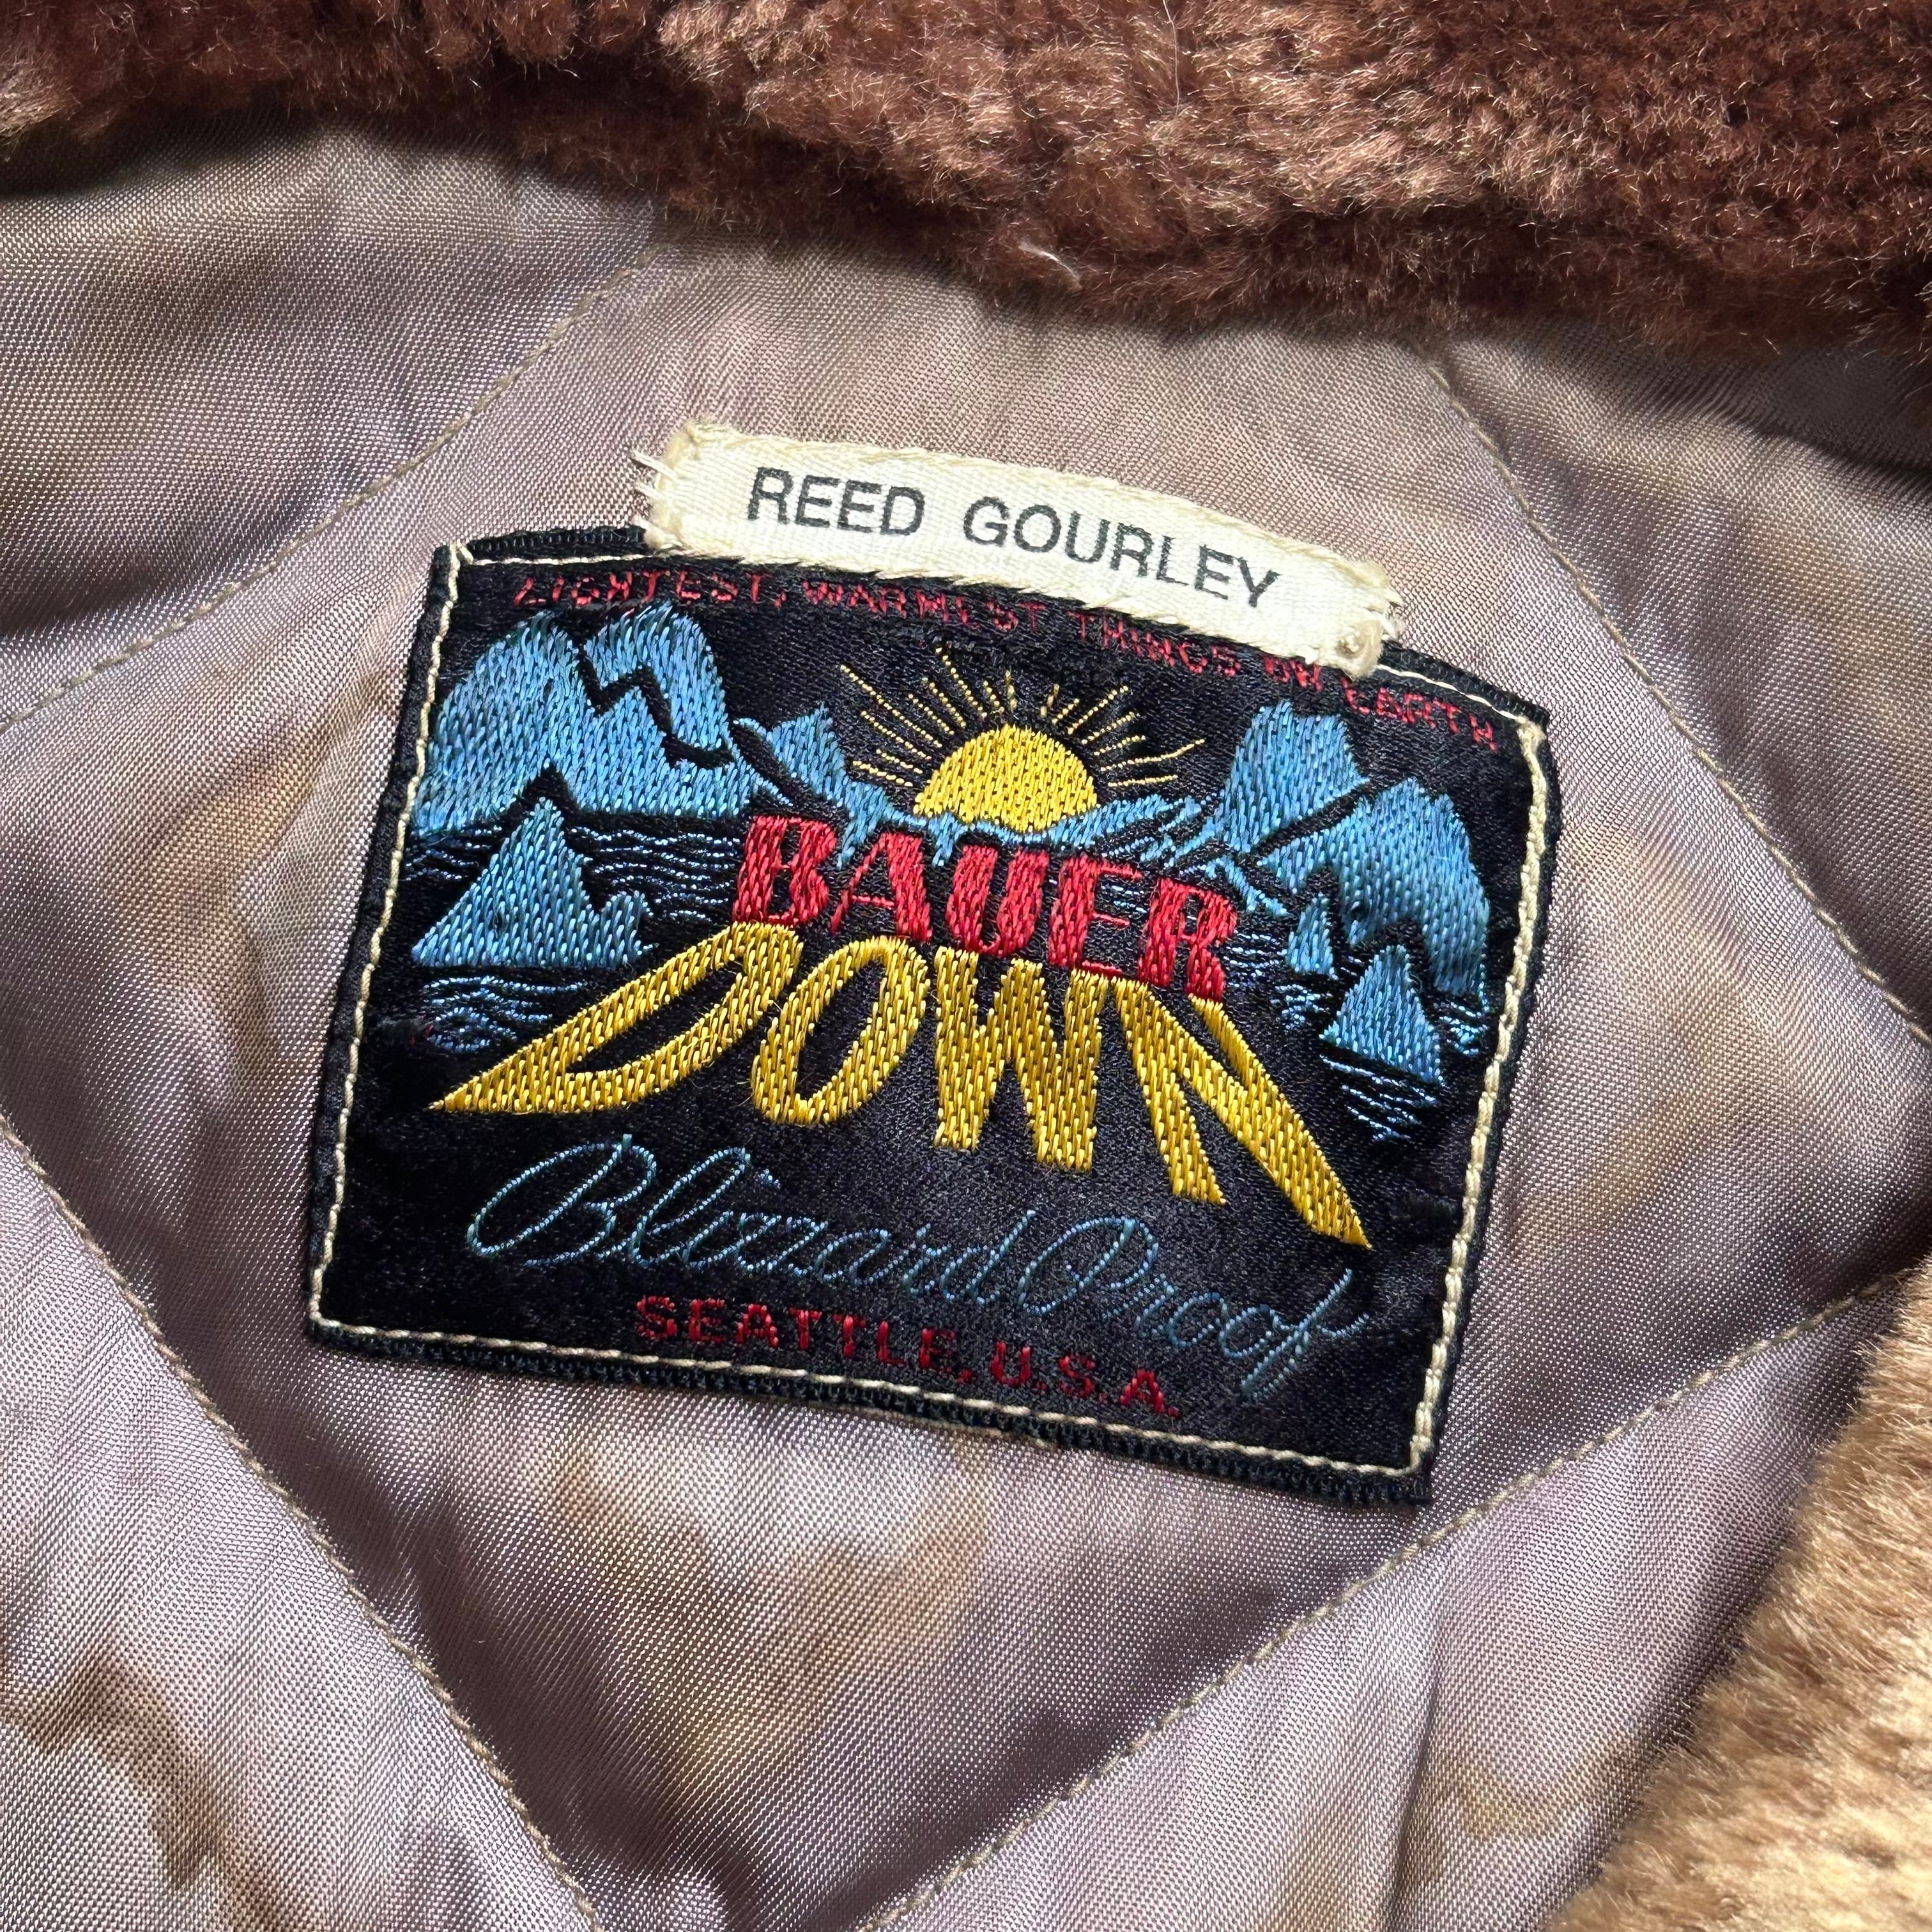 REED GOURLEY
LIGHTEST, WARMEST THINGS ON EARTH
BAUER
DOWN
Blizzard Proof
SEATTLE, U.S.A.